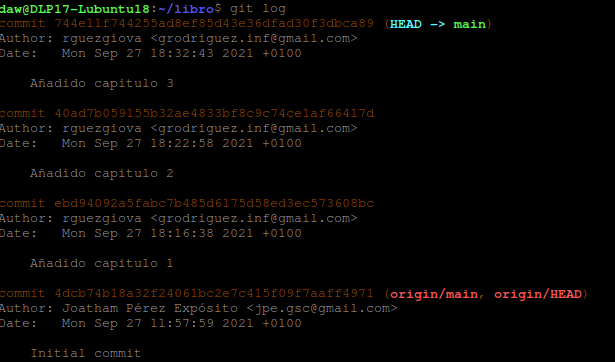 daw@DLP17-Lubuntu18:~/libro$ git log
commit 744e11f744255ad8ef85d43e36dfad30f3dbca89 (HEAD -> main)
Author: rguezgiova <grodriguez.inf@gmail.com>
Date:   Mon Sep 27 18:32:43 2021 +0100
Añadido capitulo 3
commit 40ad7b059155b32ae4833bf8c9c74ce1af66417d
Author: rguezgiova <grodriguez.inf@gmail.com>
Date:   Mon Sep 27 18:22:58 2021 +0100
Añadido capitulo 2
commit ebd94092a5fabc7b485d6175d58ed3ec573608bc
Author: rguezgiova <grodriguez.inf@gmail.com>
Date:   Mon Sep 27 18:16:38 2021 +0100
Añadido capitulo 1
commit 4dcb74b18a32f24061bc2e7c415f09f7aaff4971 (origin/main, origin/HEAD)
Author: Joatham Pérez Expósito <jpe.gsc@gmail.com>
Date:   Mon Sep 27 11:57:59 2021 +0100
Initial commit